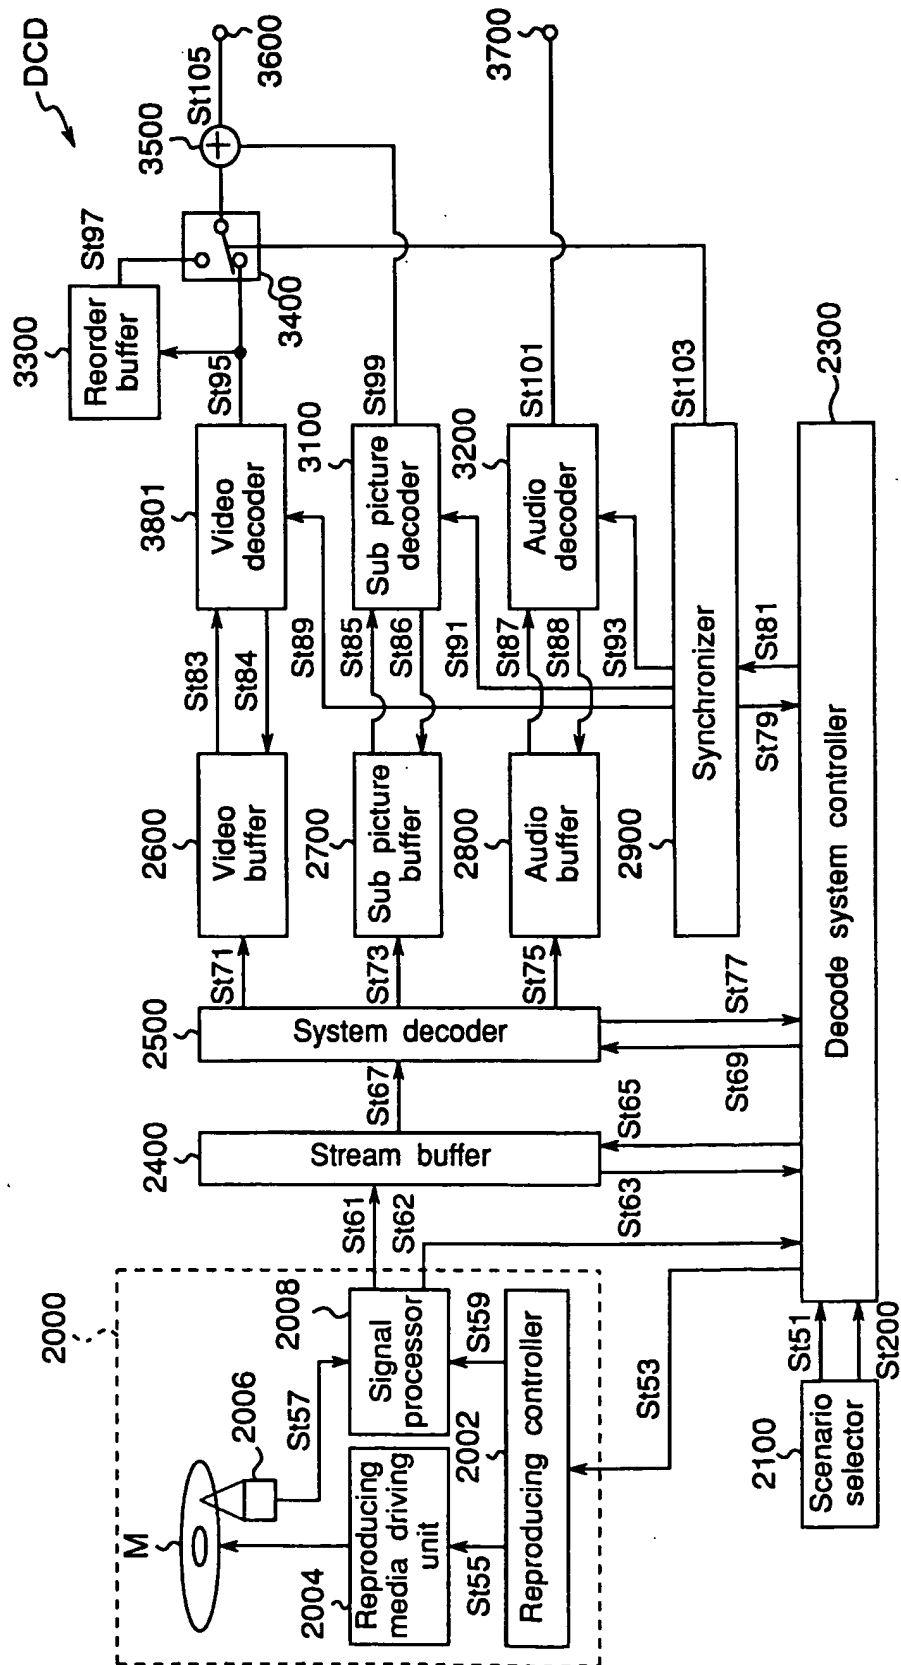 DCD
2000
M
2006
St57
2004
Reproducing
media driving
unit
2008
Signal
processor
St55
St59
2002
Reproducing controller
St53
St61
St62
2400
Stream buffer
St63
St65
St67
2500
System decoder
St69
St77
St71
St73
St75
2600
Video
buffer
2700
Sub picture
buffer
2800
Audio
buffer
2900
Synchronizer
St83
St84
St89
St85
St86
St91
St87
St88
St93
St79
St81
3801
Video
decoder
3100
Sub picture
decoder
3200
Audio
decoder
St95
St99
St101
St103
3300
Reorder
buffer
St97
3400
3500
St105
3600
3700
2300
Decode system controller
2100
Scenario
selector
St51
St200